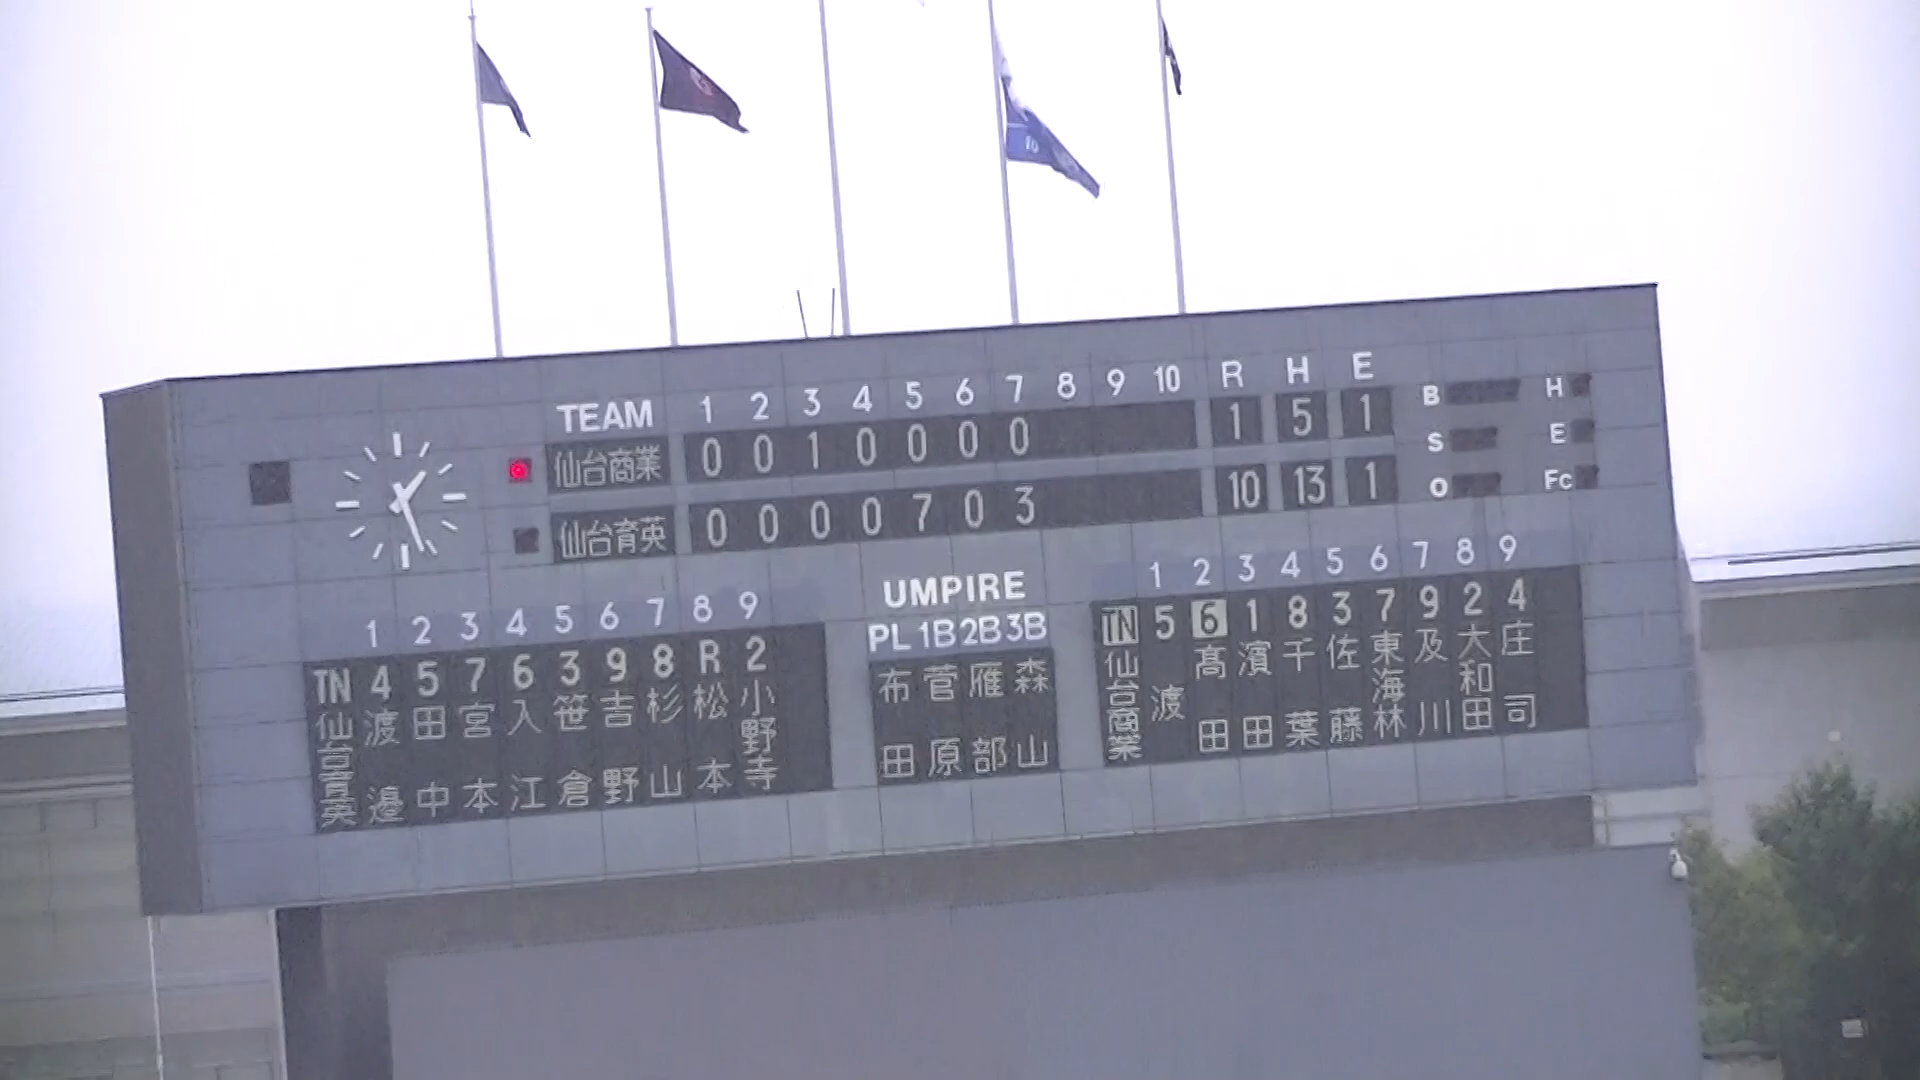 TEAM 1 2 3 4 5 6 7 8 9 10 R H E
仙台商業 0 0 1 0 0 0 0 1 5 1
仙台育英 0 0 0 0 7 0 3 10 13 1
B H
S E
O Fc
1 2 3 4 5 6 7 8 9
IN 4 5 7 6 3 9 8 R 2
仙台育英
渡邉
田中
宮本
入江
笹倉
吉野
杉山
松本
小野寺
UMPIRE
PL 1B 2B 3B
布田
菅原
雁部
森山
1 2 3 4 5 6 7 8 9
IN 5 6 1 8 3 7 9 2 4
仙台商業
渡
髙田
濱田
千葉
佐藤
東海林
及川
大和田
庄司